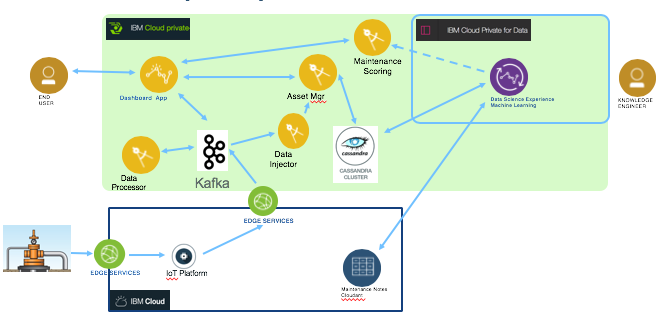 IBM Cloud private
IBM Cloud Private for Data
Maintenance
Scoring
END
USER
Dashboard App
Asset Mgr
Data Science Experience
Machine Learning
KNOWLEDGE
ENGINEER
Data
Injector
cassandra
CASSANDRA
CLUSTER
Data
Processor
Kafka
EDGE SERVICES
EDGE SERVICES
IoT Platform
Maintenance Notes
Cloudant
IBM Cloud